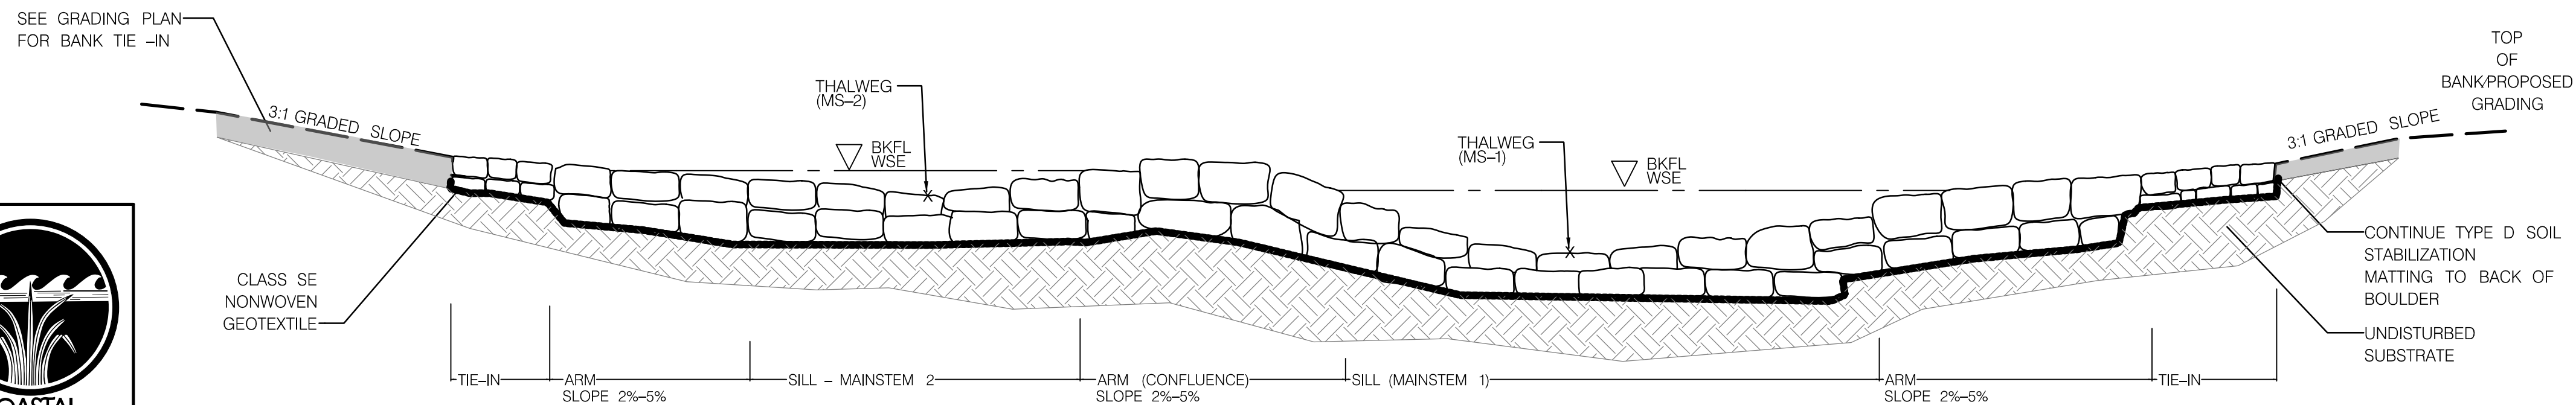 SEE GRADING PLAN
FOR BANK TIE -IN
3:1 GRADED SLOPE
THALWEG
(MS-2)
BKFL
WSE
THALWEG
(MS-1)
BKFL
WSE
3:1 GRADED SLOPE
TOP
OF
BANK/PROPOSED
GRADING
CLASS SE
NONWOVEN
GEOTEXTILE
CONTINUE TYPE D SOIL
STABILIZATION
MATTING TO BACK OF
BOULDER
UNDISTURBED
SUBSTRATE
TIE-IN
ARM
SLOPE 2%-5%
SILL - MAINSTEM 2
ARM (CONFLUENCE)
SLOPE 2%-5%
SILL (MAINSTEM 1)
ARM
SLOPE 2%-5%
TIE-IN